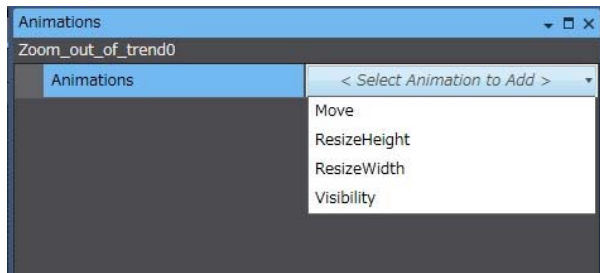 Animations
Zoom_out_of_trend0
Animations < Select Animation to Add >
Move
ResizeHeight
ResizeWidth
Visibility